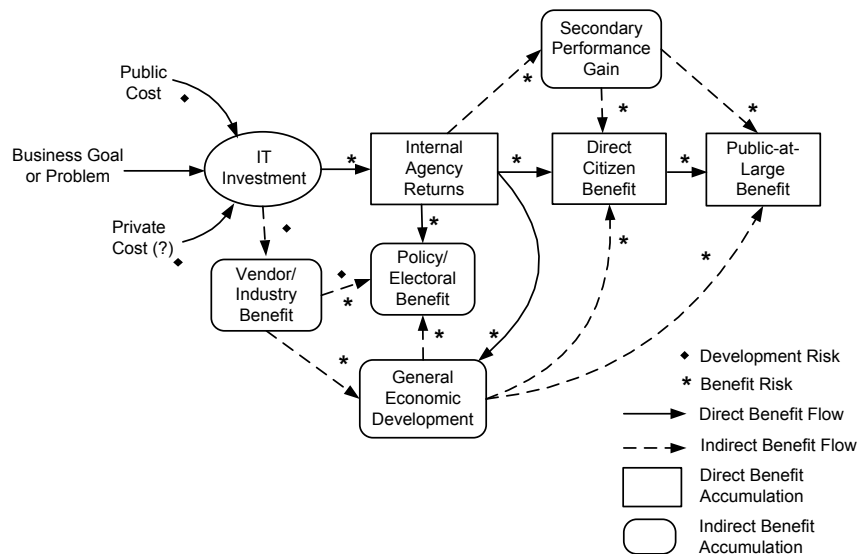 Secondary
Performance
Gain
Public
Cost
Business Goal
or Problem
IT
Investment
Internal
Agency
Returns
Direct
Citizen
Benefit
Public-at-
Large
Benefit
Private
Cost (?)
Vendor/
Industry
Benefit
Policy/
Electoral
Benefit
General
Economic
Development
◆ Development Risk
* Benefit Risk
Direct Benefit Flow
Indirect Benefit Flow
Direct Benefit
Accumulation
Indirect Benefit
Accumulation